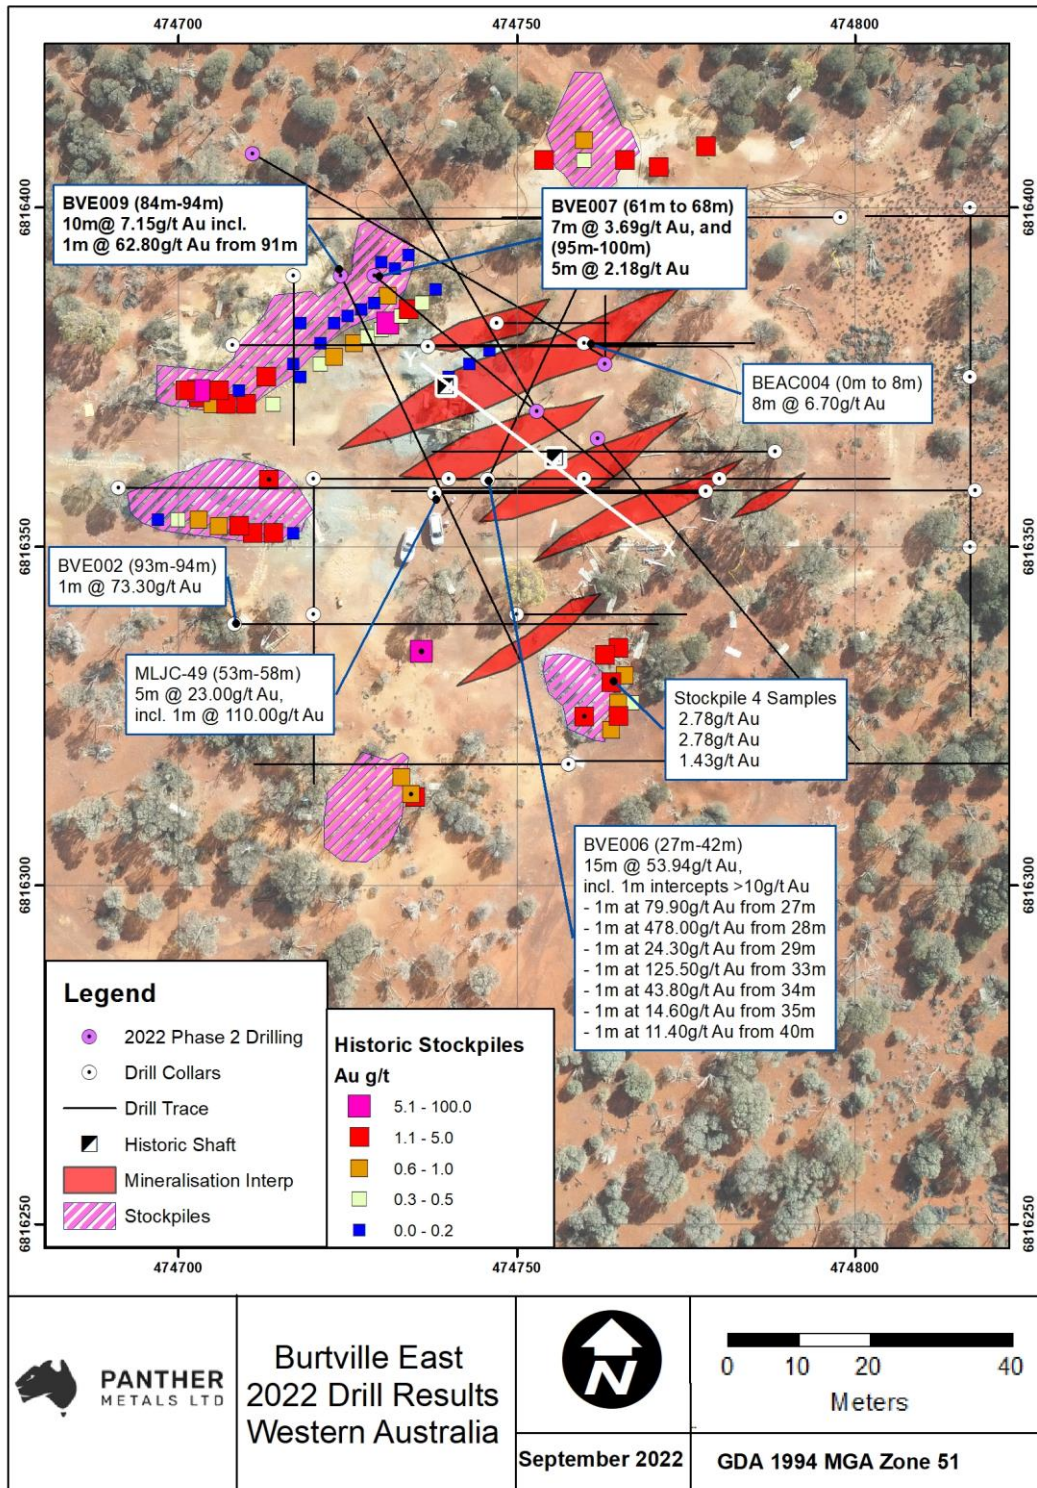 474700
474750
474800
6816400
6816400
BVE009 (84m-94m)
10m@ 7.15g/t Au incl.
1m @ 62.80g/t Au from 91m
BVE007 (61m to 68m)
7m @ 3.69g/t Au, and
(95m-100m)
5m @ 2.18g/t Au
Y
BEAC004 (0m to 8m)
8m @ 6.70g/t Au
X
6816350
6816350
BVE002 (93m-94m)
1m @ 73.30g/t Au
MLJC-49 (53m-58m)
5m @ 23.00g/t Au,
incl. 1m @ 110.00g/t Au
Stockpile 4 Samples
2.78g/t Au
2.78g/t Au
1.43g/t Au
BVE006 (27m-42m)
15m @ 53.94g/t Au,
incl. 1m intercepts >10g/t Au
- 1m at 79.90g/t Au from 27m
- 1m at 478.00g/t Au from 28m
- 1m at 24.30g/t Au from 29m
- 1m at 125.50g/t Au from 33m
- 1m at 43.80g/t Au from 34m
- 1m at 14.60g/t Au from 35m
- 1m at 11.40g/t Au from 40m
6816300
6816300
Legend
2022 Phase 2 Drilling
Drill Collars
Drill Trace
Historic Shaft
Mineralisation Interp
Stockpiles
Historic Stockpiles
Au g/t
5.1 - 100.0
1.1 - 5.0
0.6 - 1.0
0.3 - 0.5
0.0 - 0.2
6816250
6816250
474700
474750
474800
PANTHER
METALS LTD
Burtville East
2022 Drill Results
Western Australia
N
September 2022
0 10 20 40
Meters
GDA 1994 MGA Zone 51